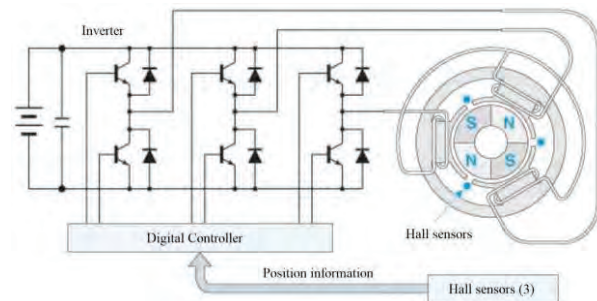 Inverter
S
N
N
S
Hall sensors
Digital Controller
Position information
Hall sensors (3)